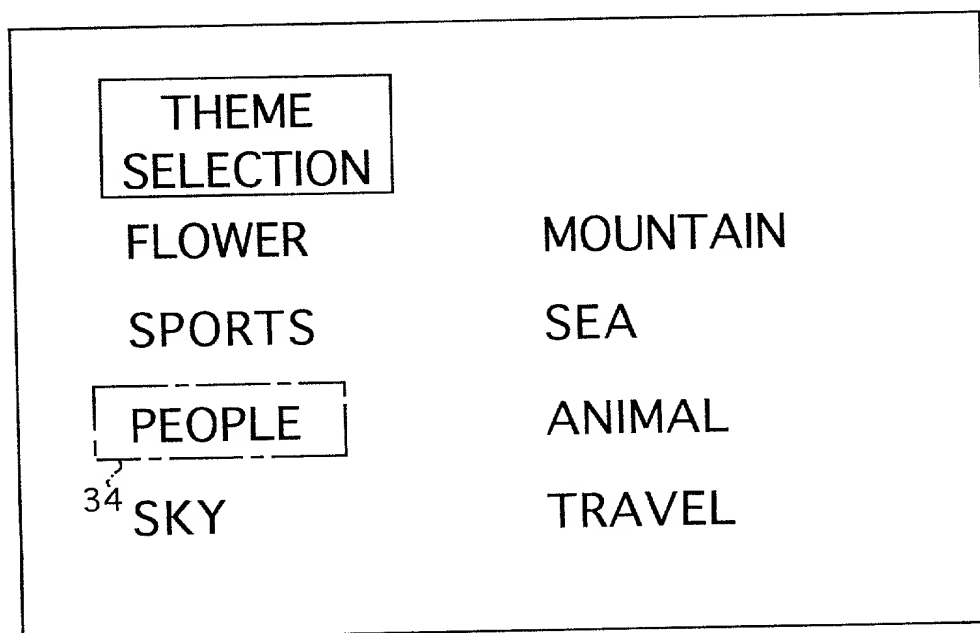 THEME
SELECTION
FLOWER
MOUNTAIN
SPORTS
SEA
PEOPLE
ANIMAL
34
SKY
TRAVEL